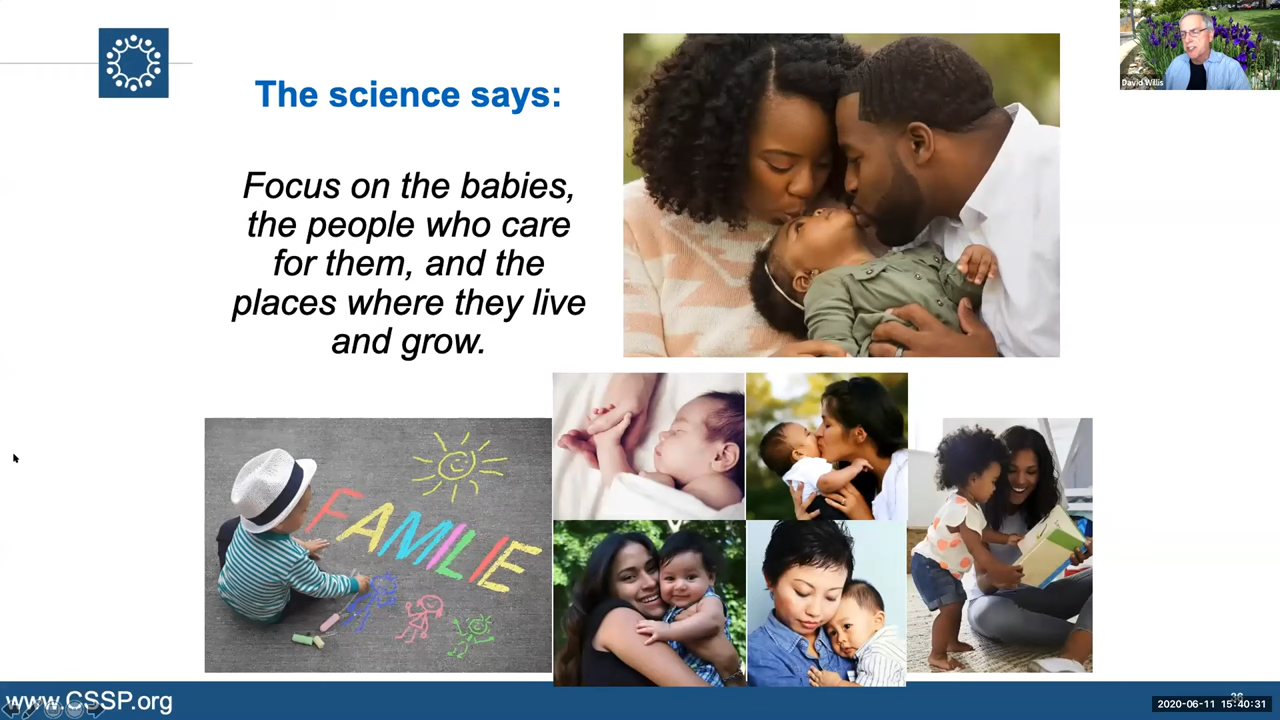 The science says:
David Willis
Focus on the babies,
the people who care
for them, and the
places where they live
and grow.
FAMILIE
www.CSSP.org
36
2020-06-11 15:40:31